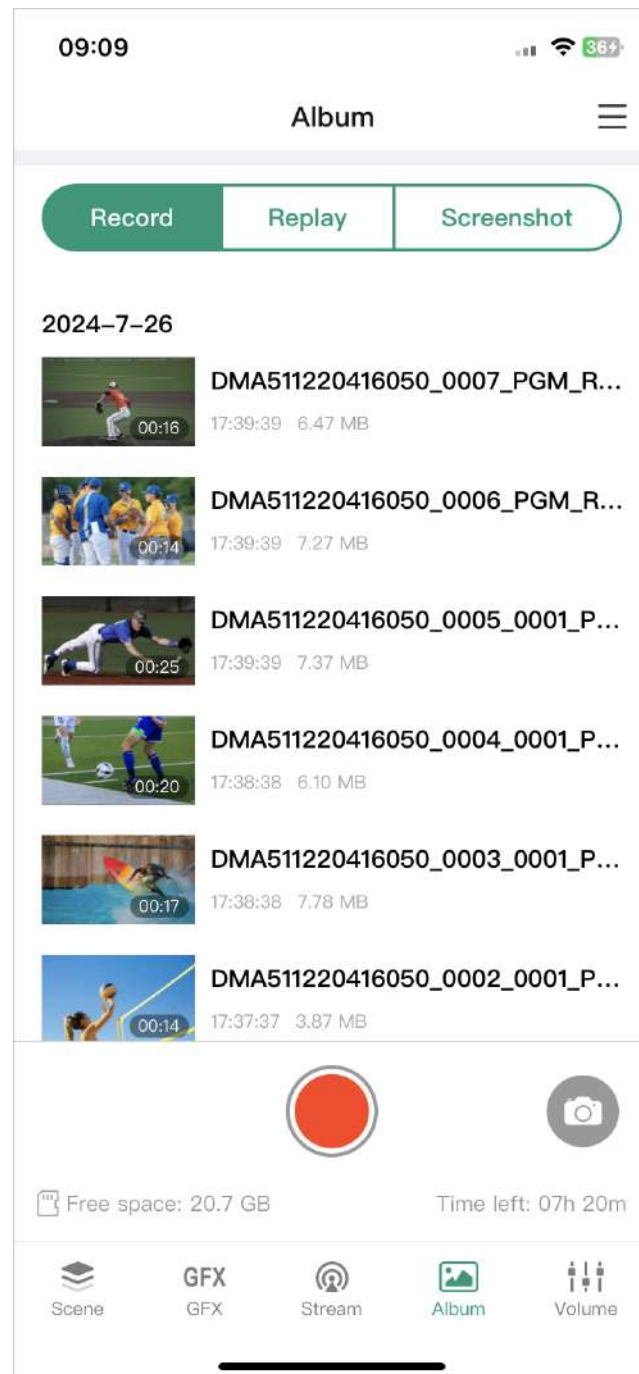 09:09
36
Album
Record Replay Screenshot
2024-7-26
DMA511220416050_0007_PGM_R...
00:16
17:39:39 6.47 MB
DMA511220416050_0006_PGM_R...
00:14
17:39:39 7.27 MB
DMA511220416050_0005_0001_P...
00:25
17:39:39 7.37 MB
DMA511220416050_0004_0001_P...
00:20
17:38:38 6.10 MB
DMA511220416050_0003_0001_P...
00:17
17:38:38 7.78 MB
DMA511220416050_0002_0001_P...
00:14
17:37:37 3.87 MB
Free space: 20.7 GB Time left: 07h 20m
GFX
Scene GFX Stream Album Volume